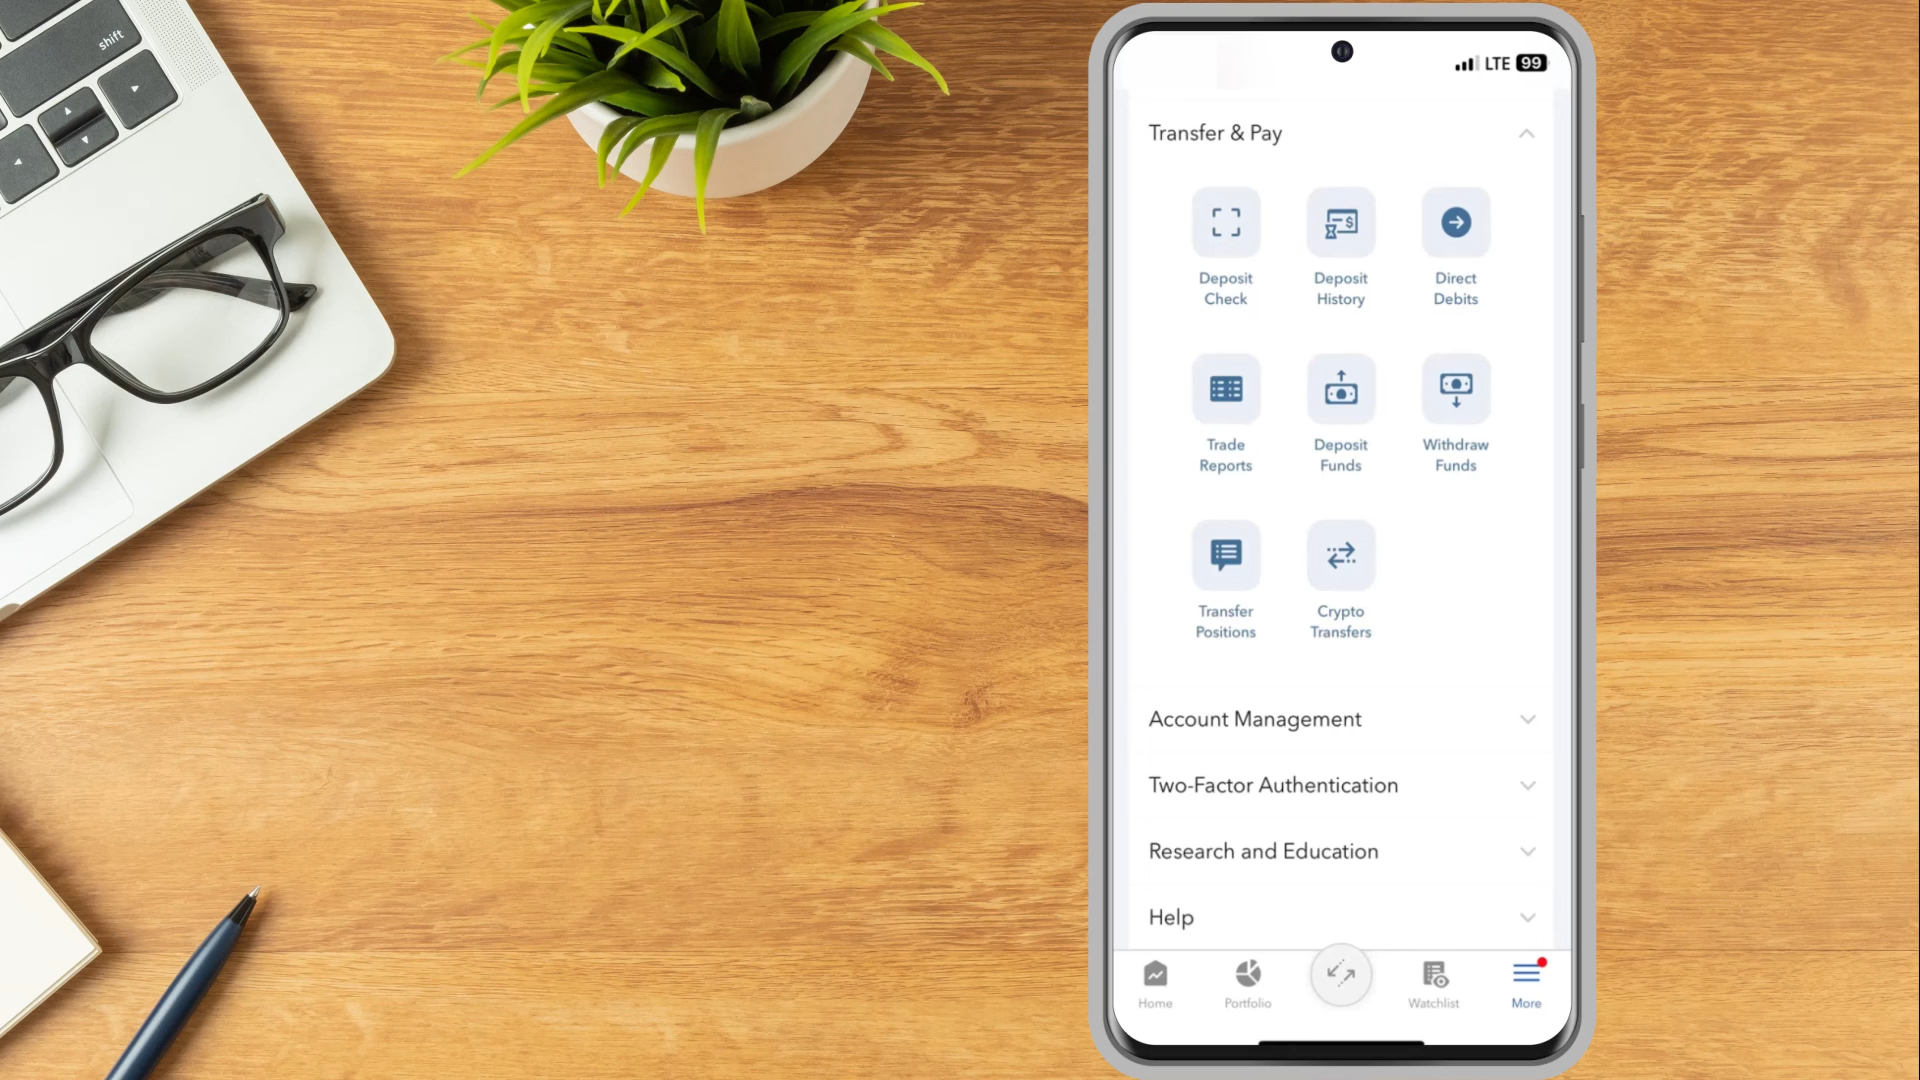 shift
LTE 99
Transfer & Pay
Deposit
Check
Deposit
History
Direct
Debits
Trade
Reports
Deposit
Funds
Withdraw
Funds
Transfer
Positions
Crypto
Transfers
Account Management
Two-Factor Authentication
Research and Education
Help
Home
Portfolio
Watchlist
More